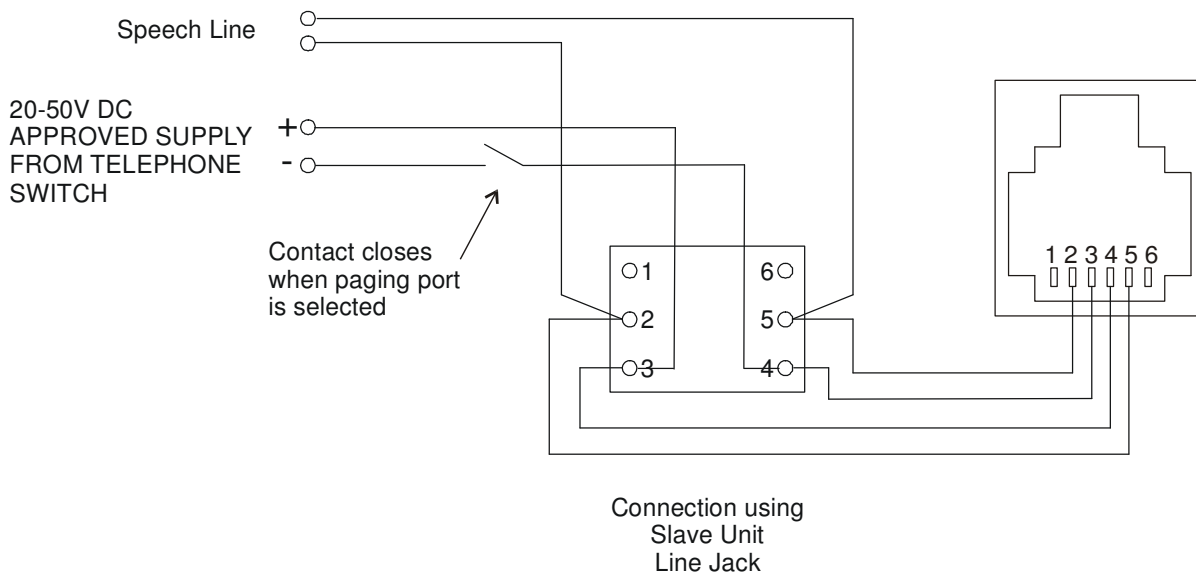 Speech Line
20-50V DC
APPROVED SUPPLY
FROM TELEPHONE
SWITCH
+
-
Contact closes
when paging port
is selected
1 6
2 5
3 4
1 2 3 4 5 6
Connection using
Slave Unit
Line Jack